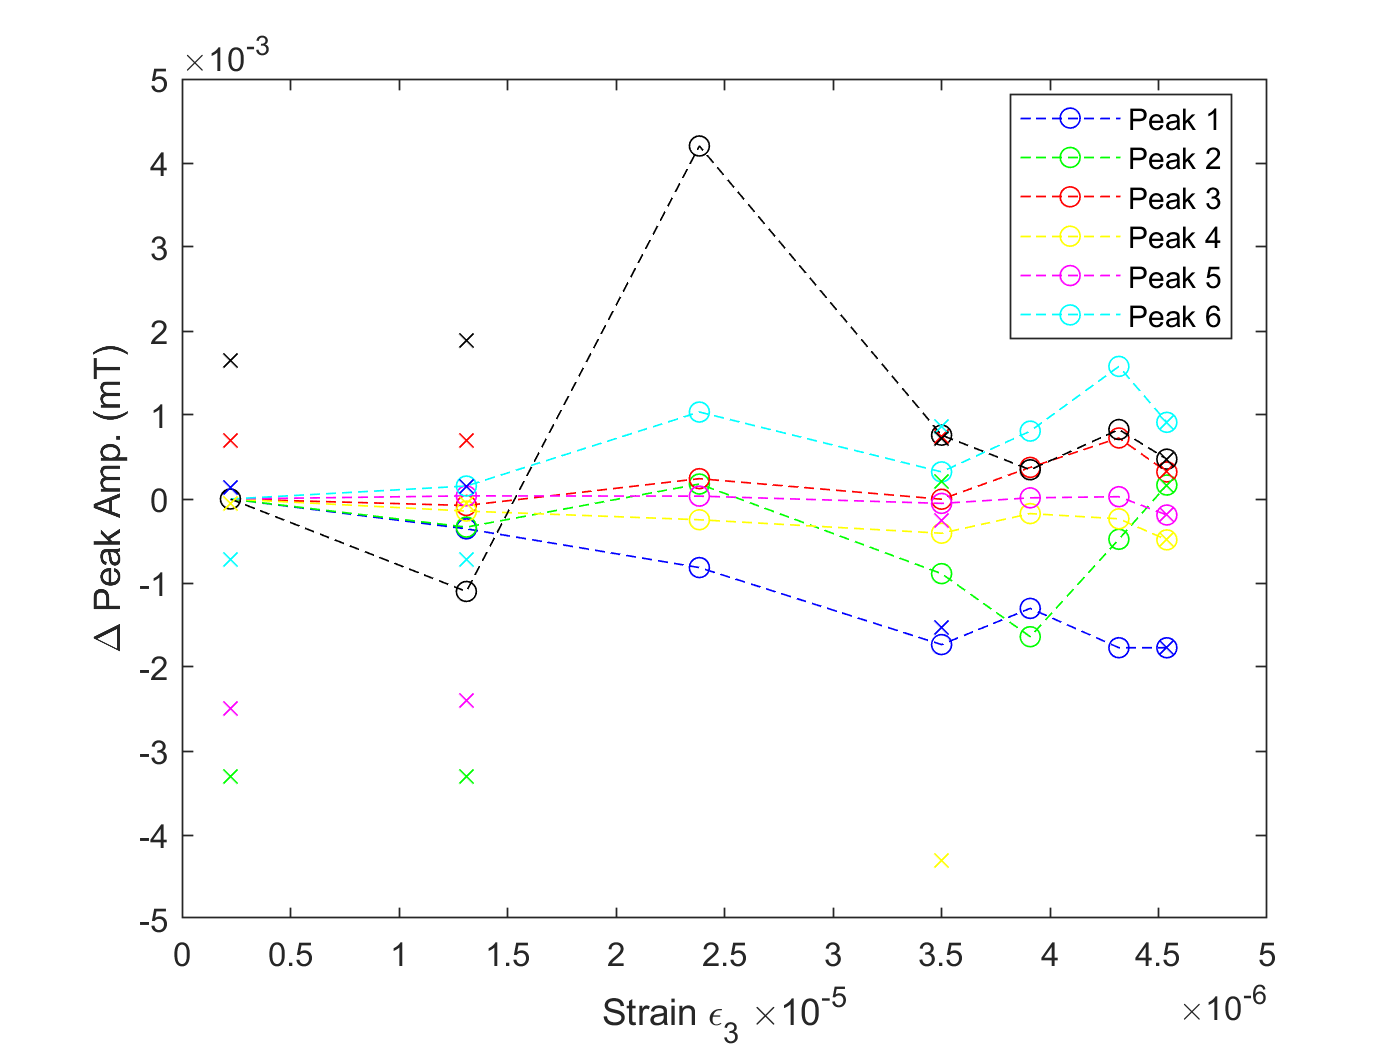 ×10-3
5
4
3
2
1
0
-1
-2
-3
-4
-5
Δ Peak Amp. (mT)
Peak 1
Peak 2
Peak 3
Peak 4
Peak 5
Peak 6
0 0.5 1 1.5 2 2.5 3 3.5 4 4.5 5
Strain ϵ3 ×10-5
×10-6